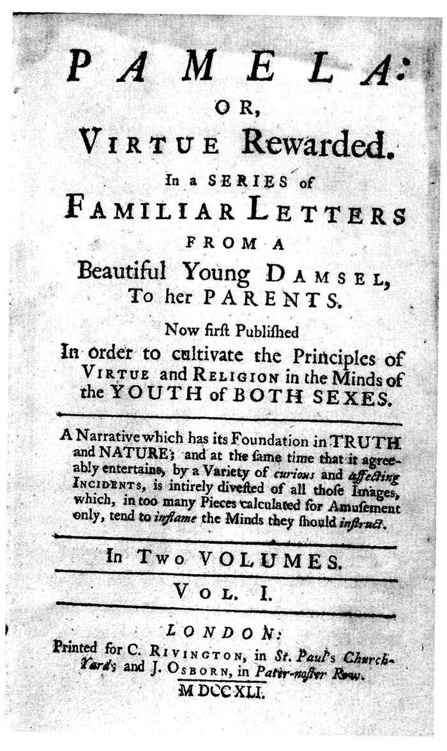 PAMELA:
OR,
VIRTUE Rewarded.
In a SERIES of
FAMILIAR LETTERS
FROM A
Beautiful Young DAMSEL,
To her PARENTS.
Now firſt Publiſhed
In order to cultivate the Principles of
VIRTUE and RELIGION in the Minds of
the YOUTH of BOTH SEXES.
A Narrative which has its Foundation in TRUTH
and NATURE; and at the ſame time that it agree-
ably entertains, by a Variety of curious and affecting
INCIDENTS, is intirely diveſted of all thoſe Images,
which, in too many Pieces calculated for Amuſement
only, tend to inflame the Minds they ſhould inſtruct.
In Two VOLUMES.
VOL. I.
LONDON:
Printed for C. RIVINGTON, in St. Paul's Church-
Yard; and J. OSBORN, in Pater-noſter Row.
MDCCXLI.